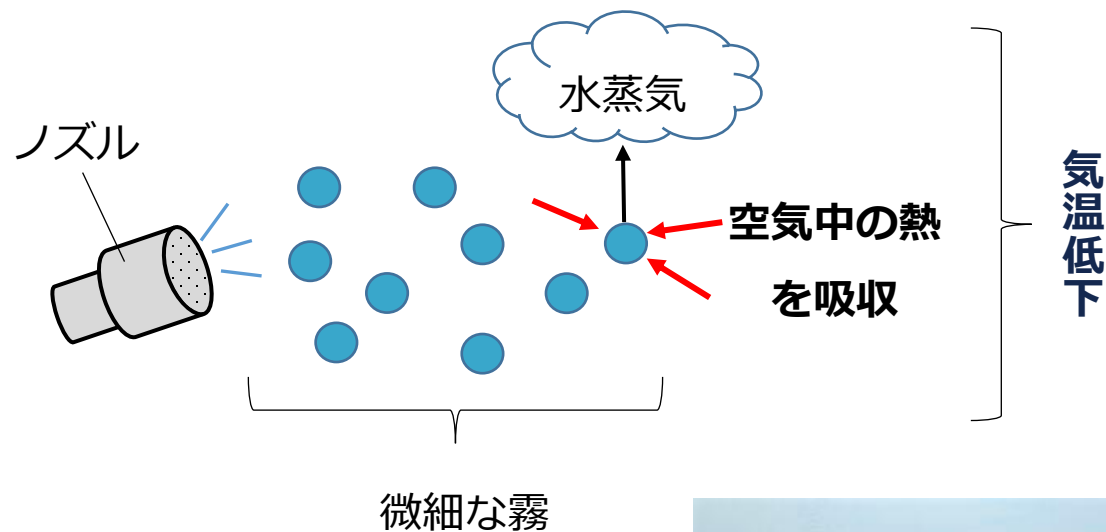 水蒸気
ノズル
空気中の熱
を吸収
気温低下
微細な霧